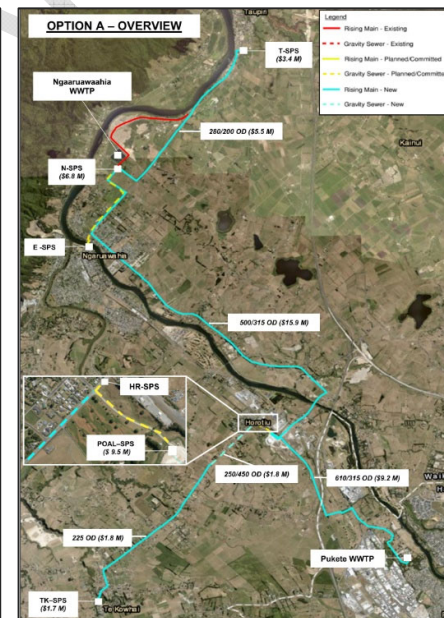 OPTION A – OVERVIEW
Legend
Rising Main - Existing
Gravity Sewer - Existing
Rising Main - Planned/Committed
Gravity Sewer - Planned/Committe
Rising Main - New
Gravity Sewer - New
Taupiri
T-SPS
($3.4 M)
Ngaaruawaahia
WWTP
280/200 OD ($5.5 M)
Kainui
N-SPS
($6.8 M)
E -SPS
Ngaruawahia
500/315 OD ($15.9 M)
HR-SPS
POAL–SPS
($ 9.5 M)
Horotiu
250/450 OD ($1.8 M)
610/315 OD ($9.2 M)
225 OD ($1.8 M)
Pukete WWTP
TK–SPS
($1.7 M)
Te Kowhai